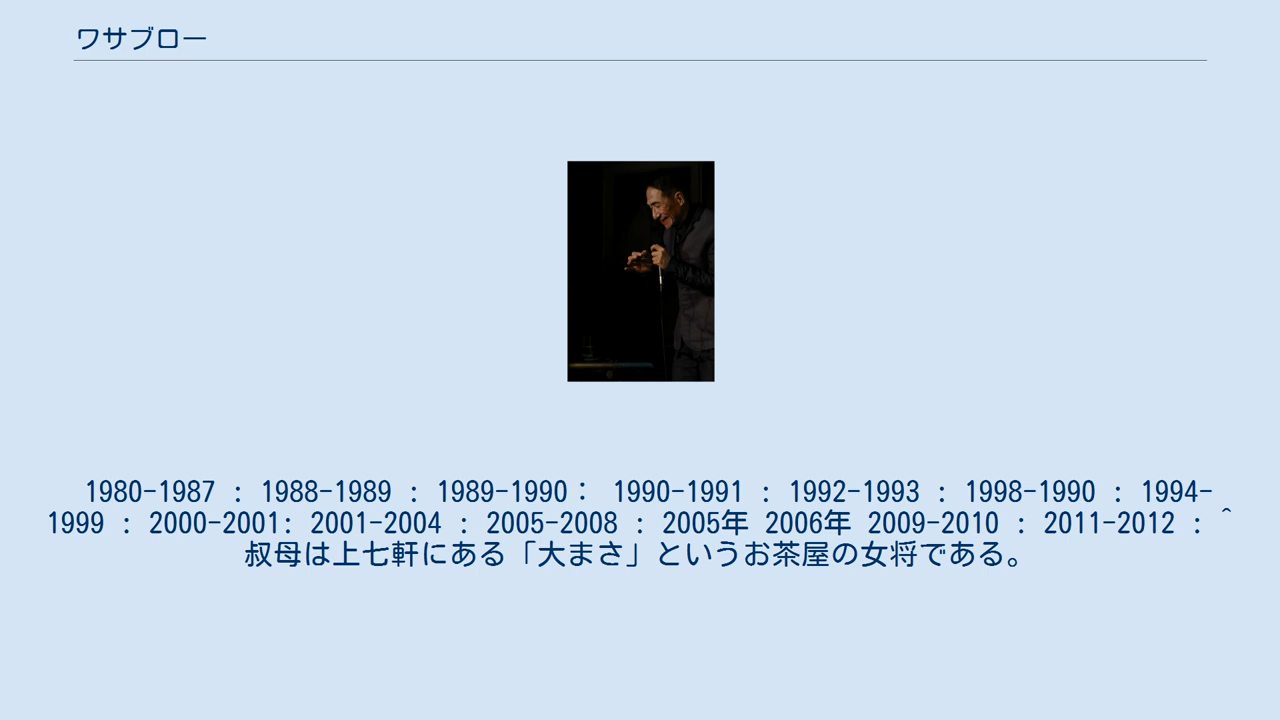 ワサブロー
1980-1987 : 1988-1989 : 1989-1990： 1990-1991 : 1992-1993 : 1998-1990 : 1994-
1999 : 2000-2001: 2001-2004 : 2005-2008 : 2005年 2006年 2009-2010 : 2011-2012 : ^
叔母は上七軒にある「大まさ」というお茶屋の女将である。